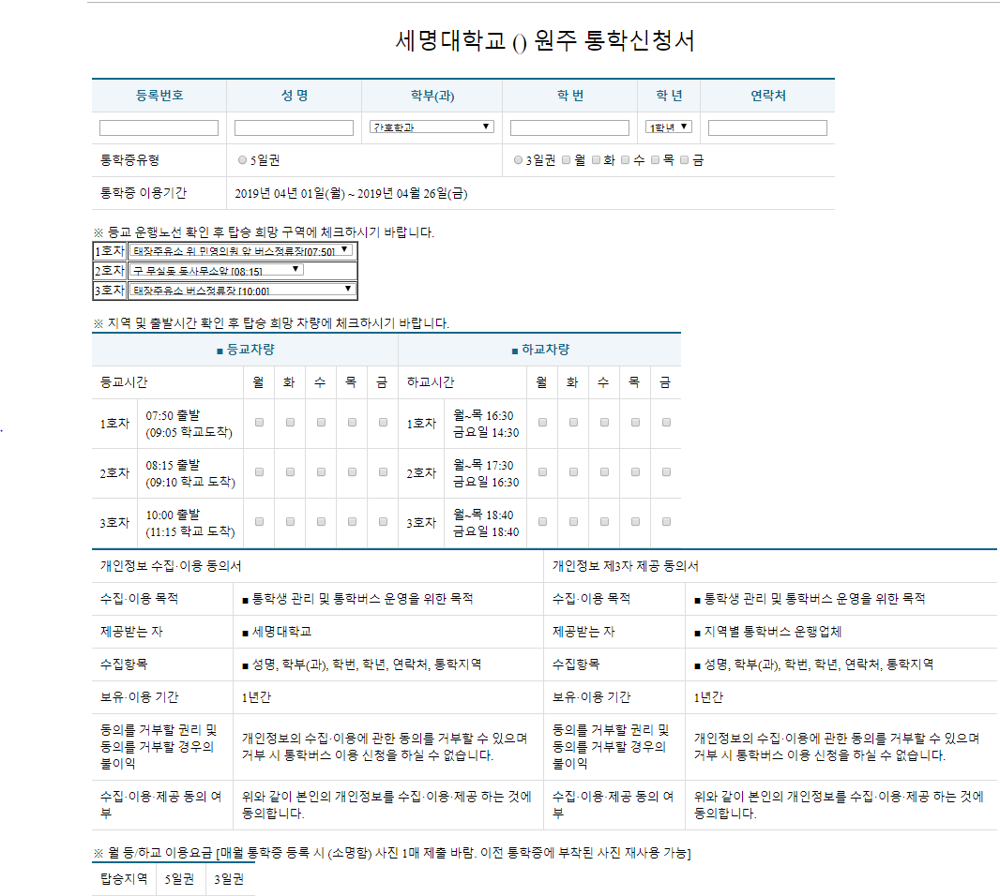 세명대학교 () 원주 통학신청서
등록번호 성 명 학부(과) 학 번 학 년 연락처
간호학과 1학년
통학증유형 5일권 3일권 월 화 수 목 금
통학증 이용기간 2019년 04년 01일(월) ~ 2019년 04월 26일(금)
※ 등교 운행노선 확인 후 탑승 희망 구역에 체크하시기 바랍니다.
1호차 태장주유소 위 민영의원 앞 버스정류장[07:50]
2호차 구 무실동 동사무소앞 [08:15]
3호차 태장주유소 버스정류장 [10:00]
※ 지역 및 출발시간 확인 후 탑승 희망 차량에 체크하시기 바랍니다.
■ 등교차량 ■ 하교차량
등교시간 월 화 수 목 금 하교시간 월 화 수 목 금
1호차 07:50 출발 1호차 월~목 16:30
(09:05 학교도착) 금요일 14:30
2호차 08:15 출발 2호차 월~목 17:30
(09:10 학교 도착) 금요일 16:30
3호차 10:00 출발 3호차 월~목 18:40
(11:15 학교 도착) 금요일 18:40
개인정보 수집·이용 동의서 개인정보 제3자 제공 동의서
수집·이용 목적 ■ 통학생 관리 및 통학버스 운영을 위한 목적 수집·이용 목적 ■ 통학생 관리 및 통학버스 운영을 위한 목적
제공받는 자 ■ 세명대학교 제공받는 자 ■ 지역별 통학버스 운행업체
수집항목 ■ 성명, 학부(과), 학번, 학년, 연락처, 통학지역 수집항목 ■ 성명, 학부(과), 학번, 학년, 연락처, 통학지역
보유·이용 기간 1년간 보유·이용 기간 1년간
동의를 거부할 권리 및
동의를 거부할 경우의
불이익
개인정보의 수집·이용에 관한 동의를 거부할 수 있으며
거부 시 통학버스 이용 신청을 하실 수 없습니다.
동의를 거부할 권리 및
동의를 거부할 경우의
불이익
개인정보의 수집·이용에 관한 동의를 거부할 수 있으며
거부 시 통학버스 이용 신청을 하실 수 없습니다.
수집·이용·제공 동의 여
부
위와 같이 본인의 개인정보를 수집·이용·제공 하는 것에
동의합니다.
수집·이용·제공 동의 여
부
위와 같이 본인의 개인정보를 수집·이용·제공 하는 것에
동의합니다.
※ 월 등/하교 이용요금 [매월 통학증 등록 시 (소명함) 사진 1매 제출 바람. 이전 통학증에 부착된 사진 재사용 가능]
탑승지역 5일권 3일권